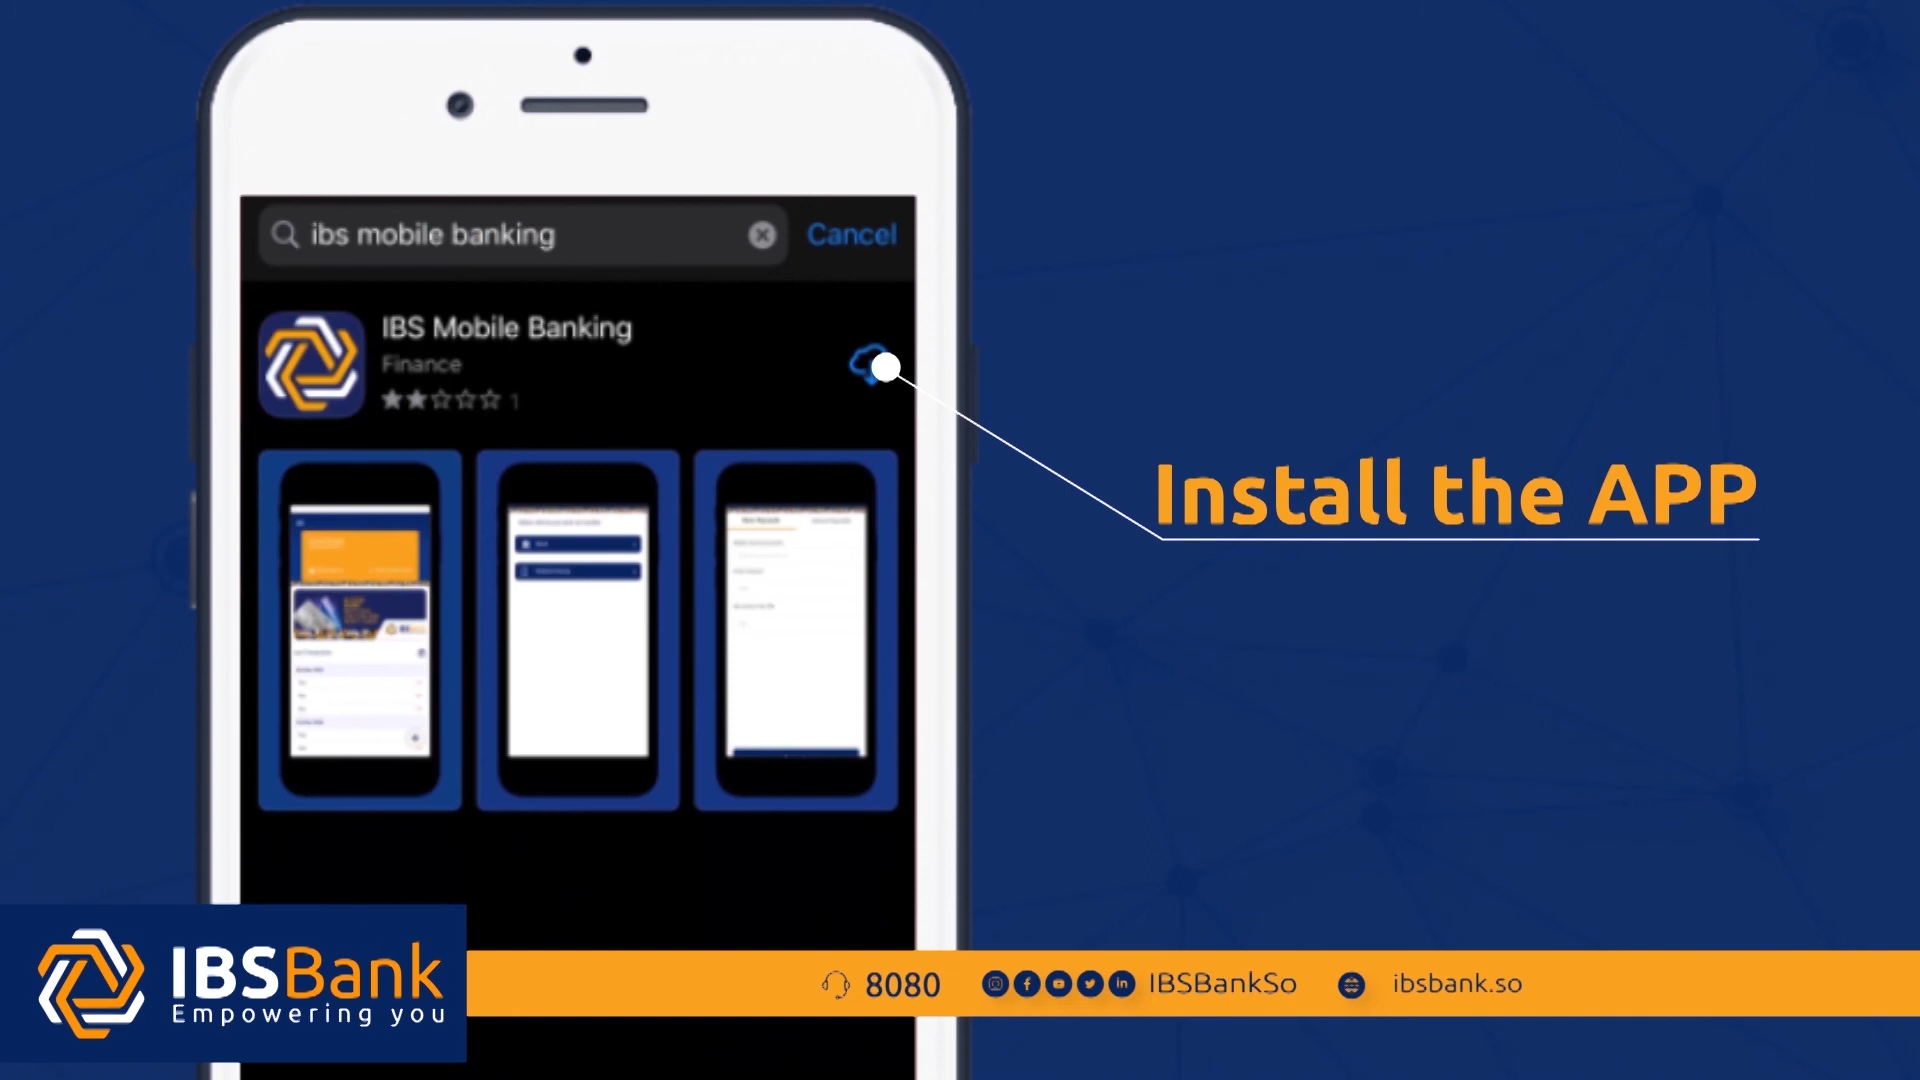 ibs mobile banking
Cancel
IBS Mobile Banking
Finance
1
Install the APP
IBSBank
Empowering you
8080
IBSBankSo
ibsbank.so